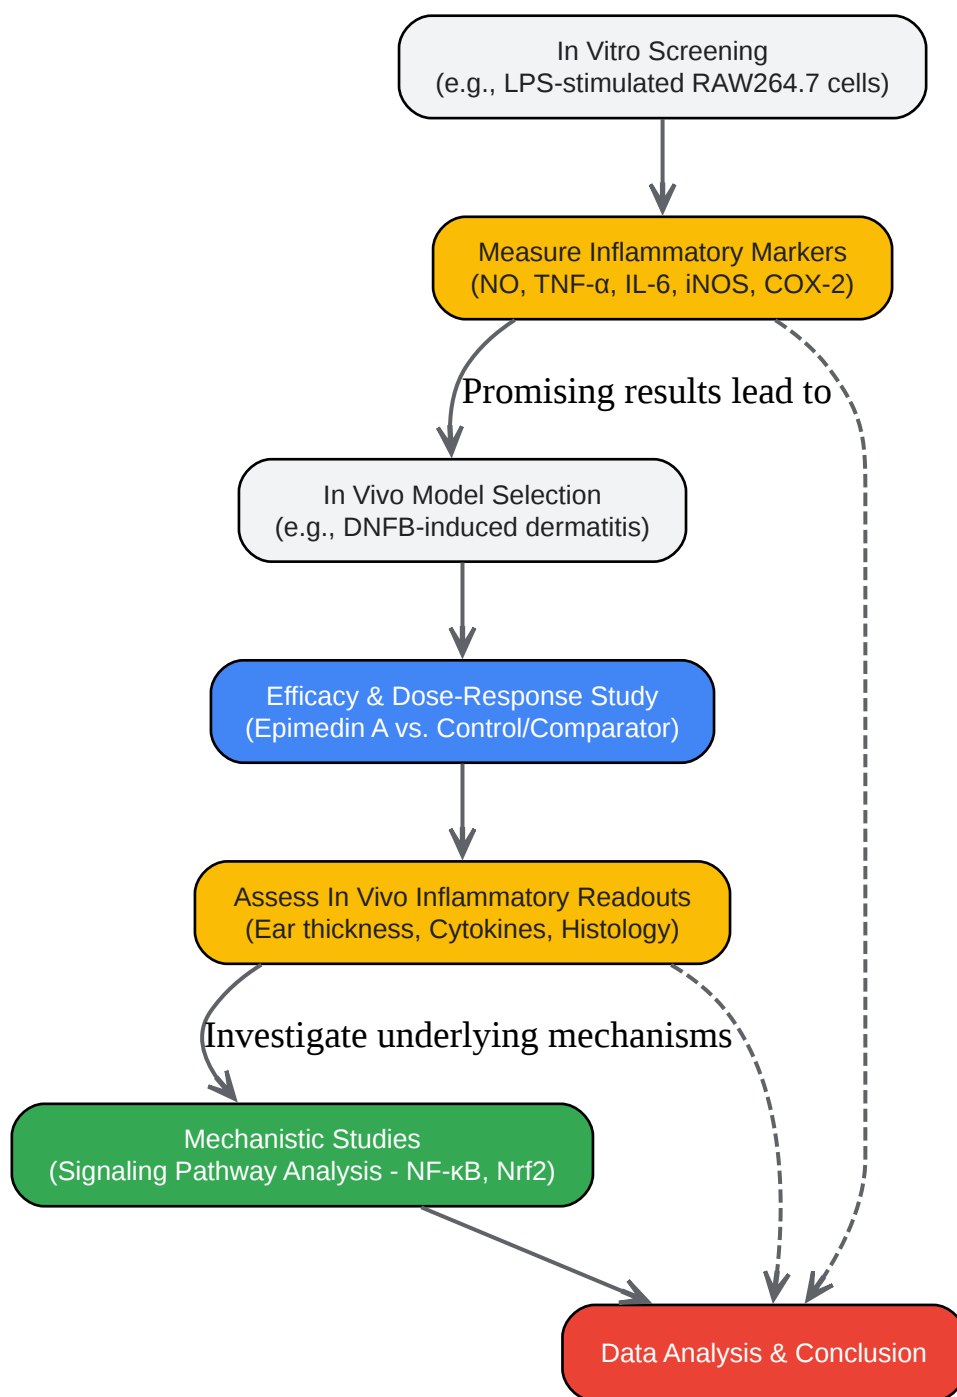 In Vitro Screening
(e.g., LPS-stimulated RAW264.7 cells)
Measure Inflammatory Markers
(NO, TNF-α, IL-6, iNOS, COX-2)
Promising results lead to
In Vivo Model Selection
(e.g., DNFB-induced dermatitis)
Efficacy & Dose-Response Study
(Epimedin A vs. Control/Comparator)
Assess In Vivo Inflammatory Readouts
(Ear thickness, Cytokines, Histology)
Investigate underlying mechanisms
Mechanistic Studies
(Signaling Pathway Analysis - NF-κB, Nrf2)
Data Analysis & Conclusion